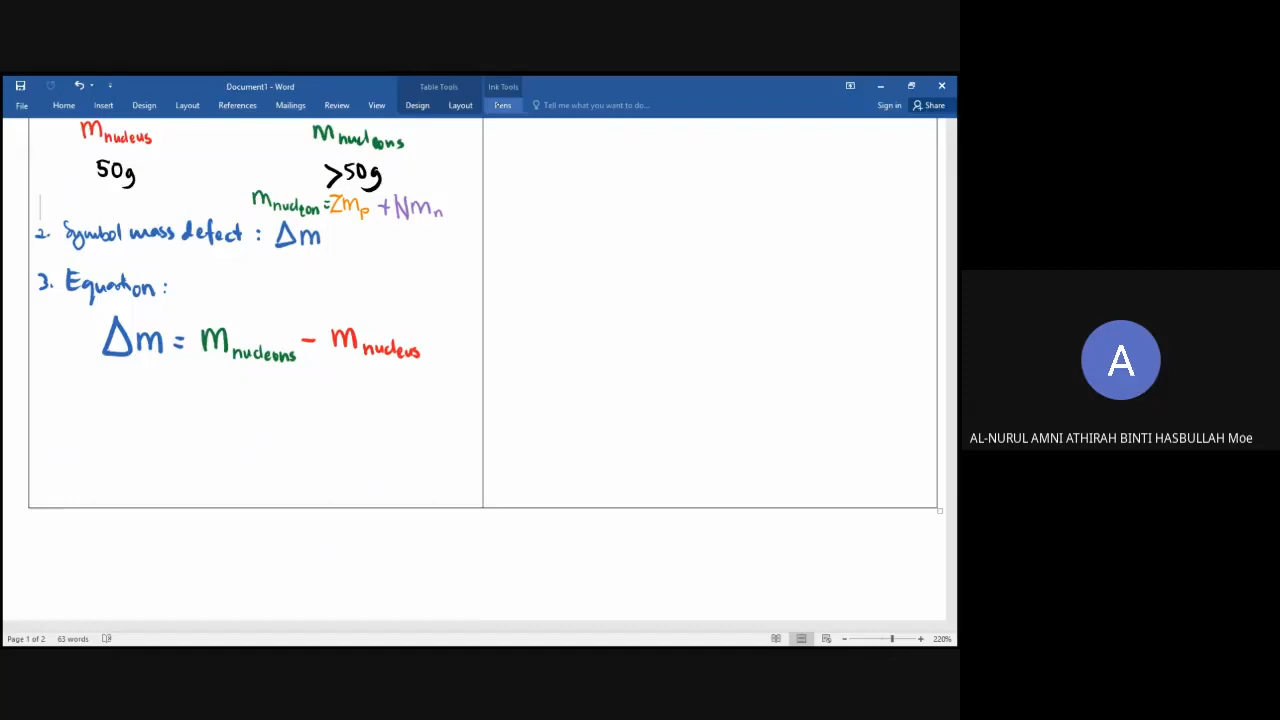 Document1 - Word
Table Tools
Ink Tools
File Home Insert Design Layout References Mailings Review View Design Layout Pens Tell me what you want to do... Sign in Share
m nucleus
m nucleons
50g
>50g
m nucleon = Zmp + Nmn
2. Symbol mass defect : Δm
3. Equation :
Δm = m nucleons - m nucleus
A
AL-NURUL AMNI ATHIRAH BINTI HASBULLAH Moe
Page 1 of 2 63 words 220%